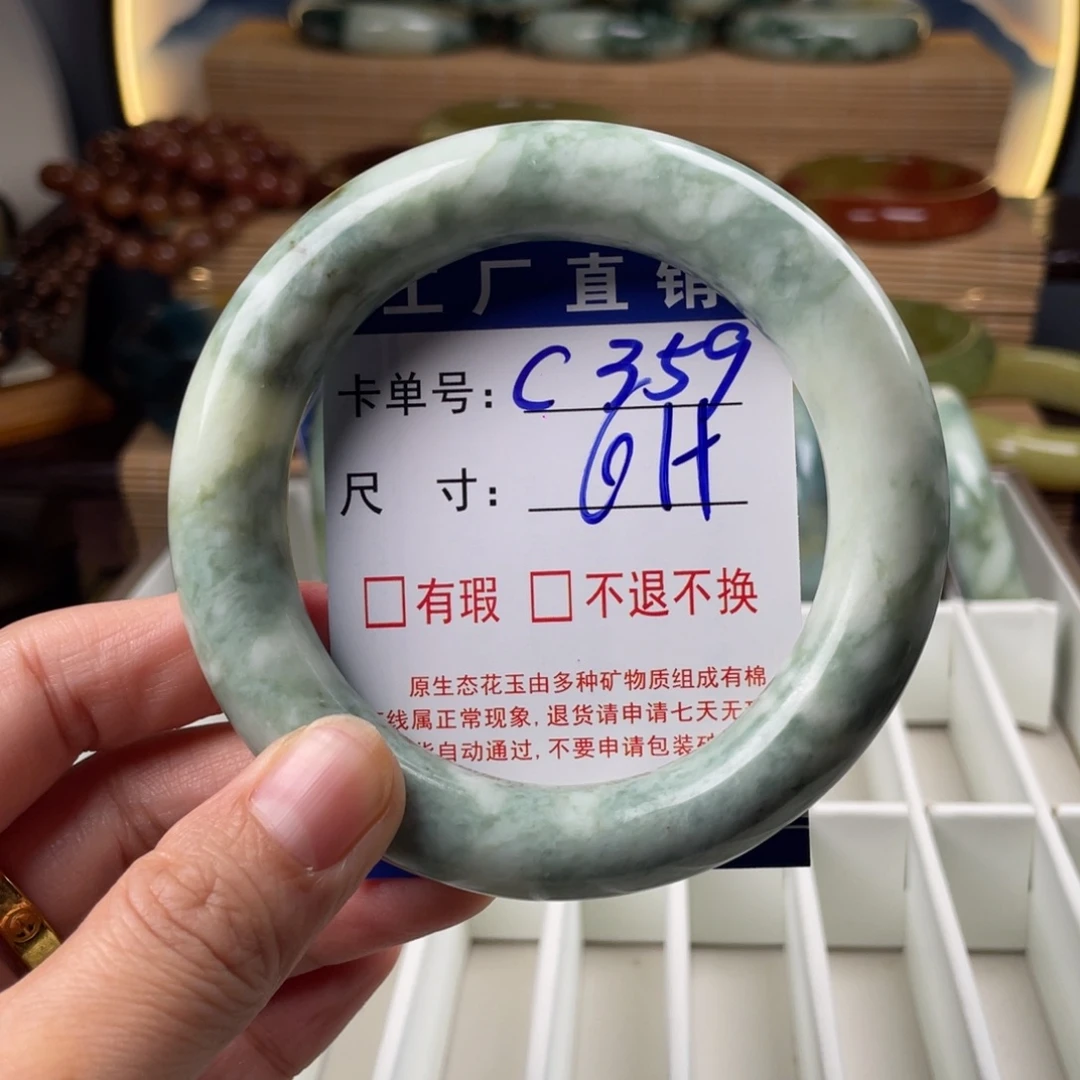 工厂直销
卡单号: C359
尺 寸:
□有瑕 □不退不换
原生态花玉由多种矿物质组成有棉
线属正常现象,退货请申请七天无
自动通过,不要申请包装